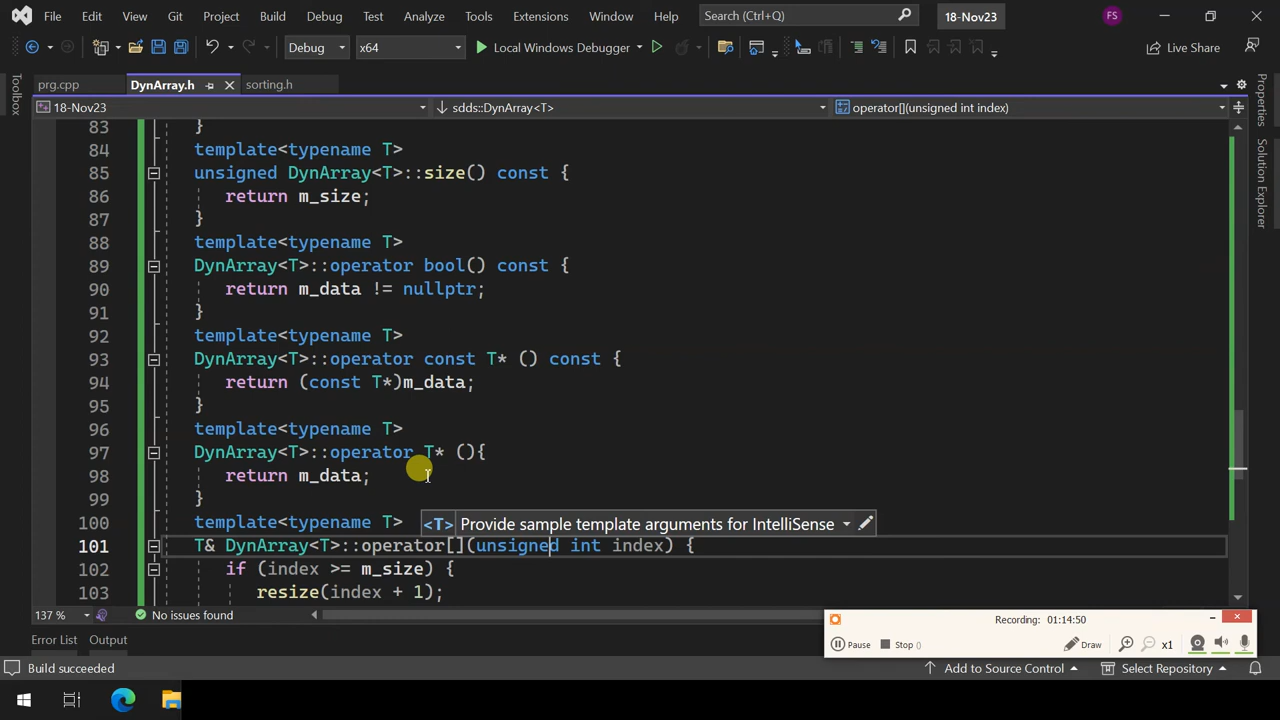 File Edit View Git Project Build Debug Test Analyze Tools Extensions Window Help Search (Ctrl+Q) 18-Nov23 FS
Debug x64 Local Windows Debugger Live Share
prg.cpp DynArray.h sorting.h
18-Nov23 sdds::DynArray<T> operator[](unsigned int index)
Toolbox
Properties
Solution Explorer
83 }
84 template<typename T>
85 unsigned DynArray<T>::size() const {
86 return m_size;
87 }
88 template<typename T>
89 DynArray<T>::operator bool() const {
90 return m_data != nullptr;
91 }
92 template<typename T>
93 DynArray<T>::operator const T* () const {
94 return (const T*)m_data;
95 }
96 template<typename T>
97 DynArray<T>::operator T* (){
98 return m_data;
99 }
100 template<typename T>
<T> Provide sample template arguments for IntelliSense
101 T& DynArray<T>::operator[](unsigned int index) {
102 if (index >= m_size) {
103 resize(index + 1);
137 % No issues found
Recording: 01:14:50
Pause Stop () Draw x1
Error List Output
Build succeeded Add to Source Control Select Repository